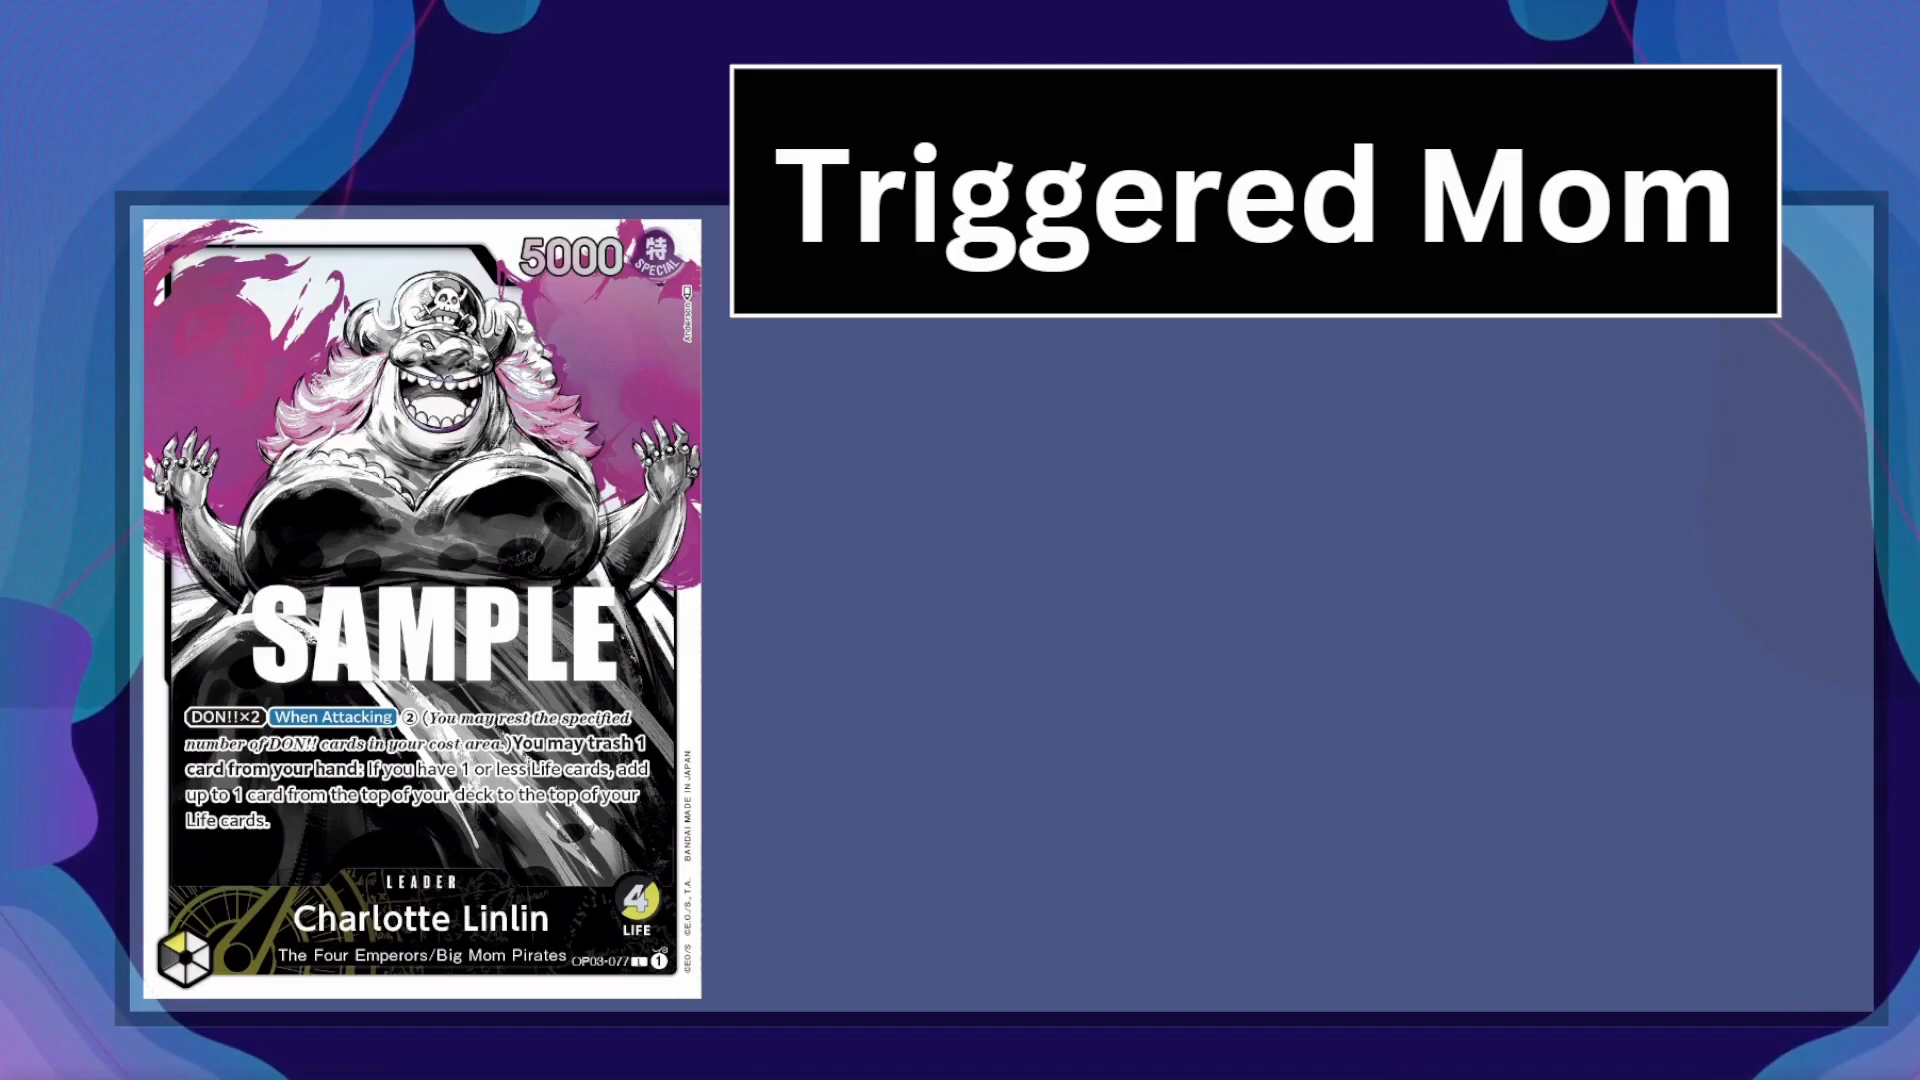 Triggered Mom
5000
特
SPECIAL
Anderson
SAMPLE
DON!!×2 When Attacking ② (You may rest the specified
number of DON!! cards in your cost area.) You may trash 1
card from your hand: If you have 1 or less Life cards, add
up to 1 card from the top of your deck to the top of your
Life cards.
LEADER
4
LIFE
Charlotte Linlin
The Four Emperors/Big Mom Pirates
OP03-077 L 1
©E.O./S., T.A. BANDAI MADE IN JAPAN